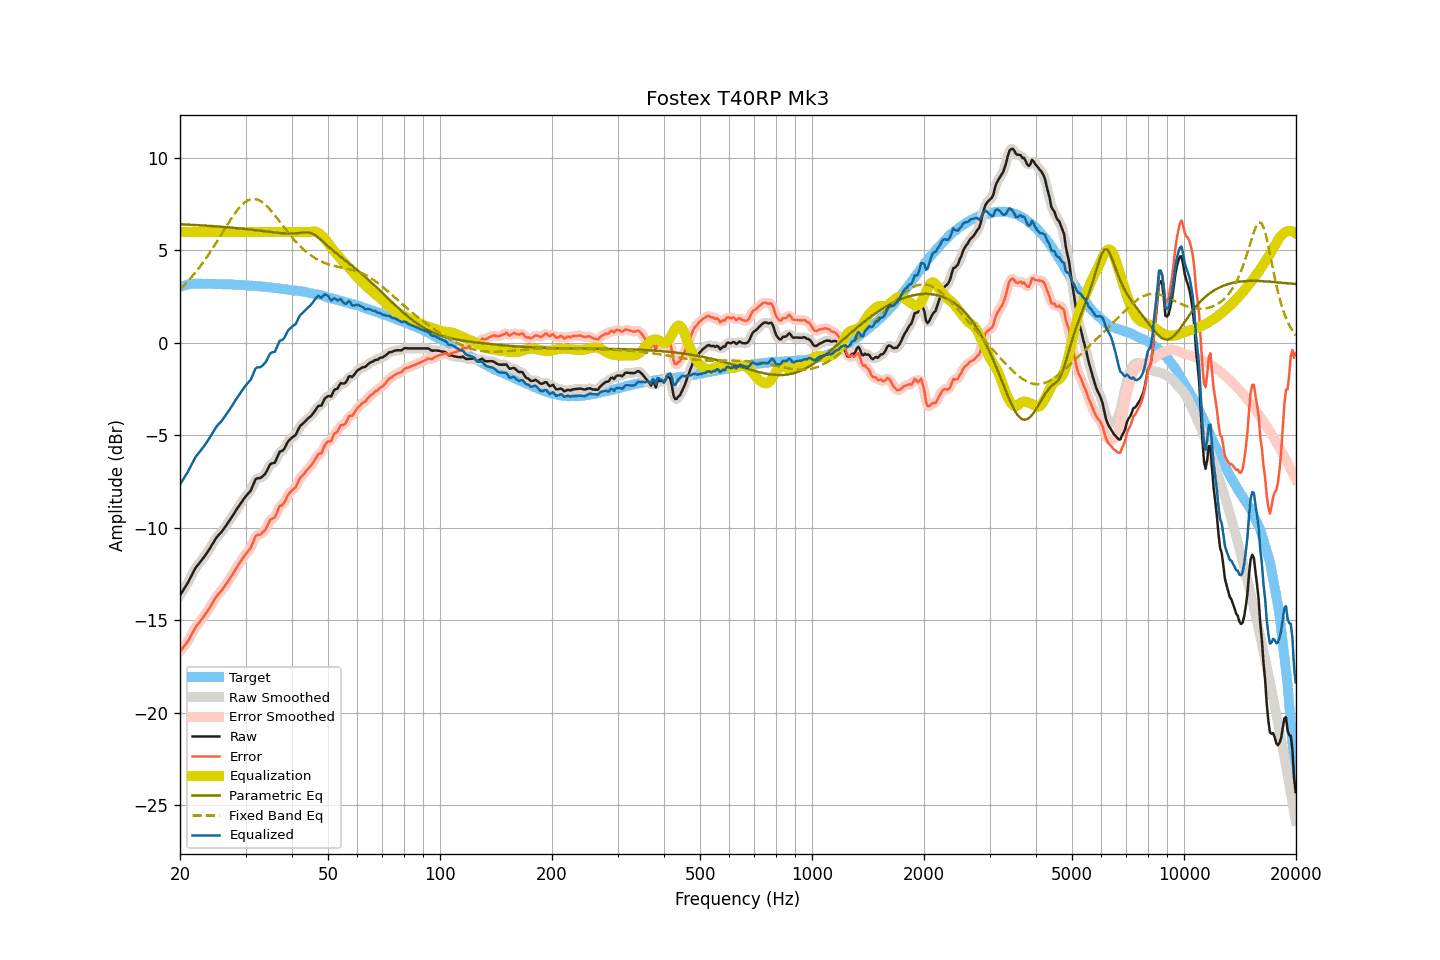 Fostex T40RP Mk3
Amplitude (dBr)
10
5
0
−5
−10
−15
−20
−25
Target
Raw Smoothed
Error Smoothed
Raw
Error
Equalization
Parametric Eq
Fixed Band Eq
Equalized
20 50 100 200 500 1000 2000 5000 10000 20000
Frequency (Hz)